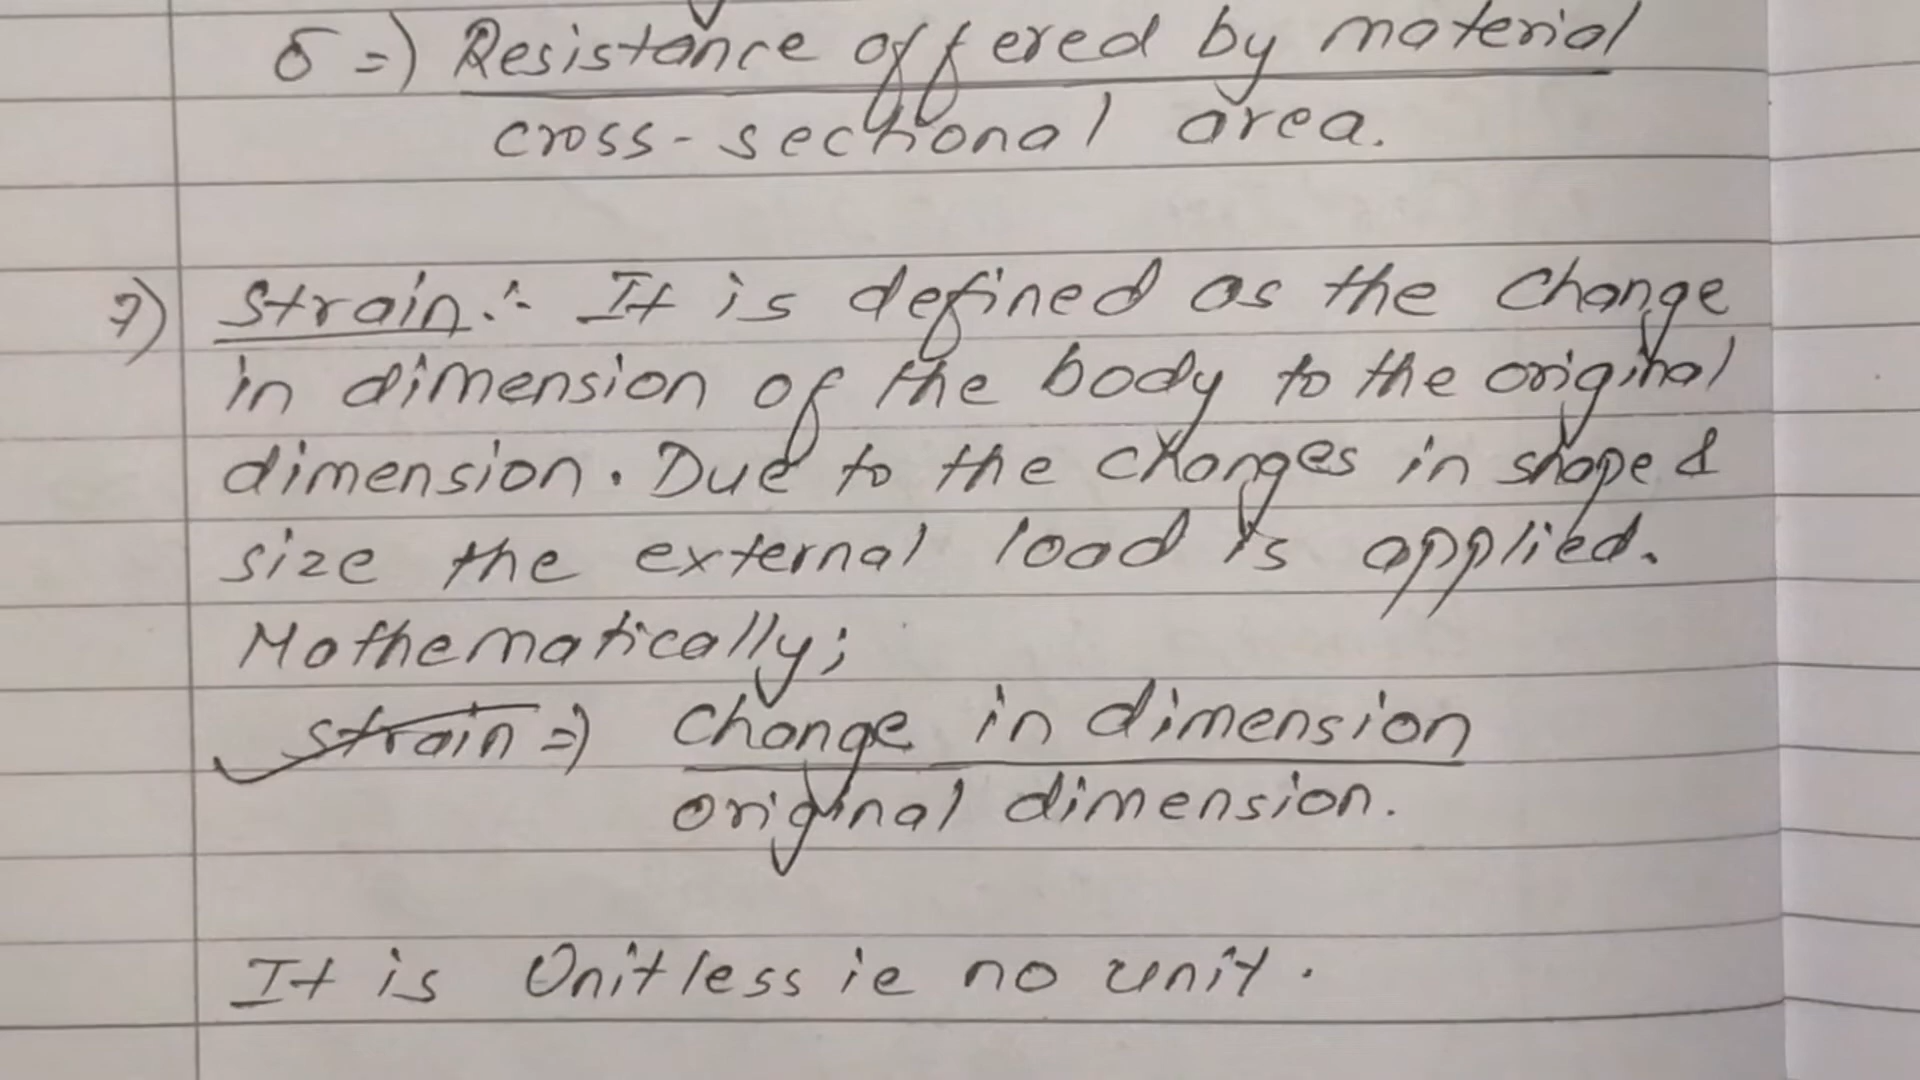 σ => Resistance offered by material
cross-sectional area.
7) Strain:- It is defined as the change
in dimension of the body to the original
dimension. Due to the changes in shape &
size the external load is applied.
Mathematically;
strain => change in dimension
original dimension.
It is Unitless ie no unit.